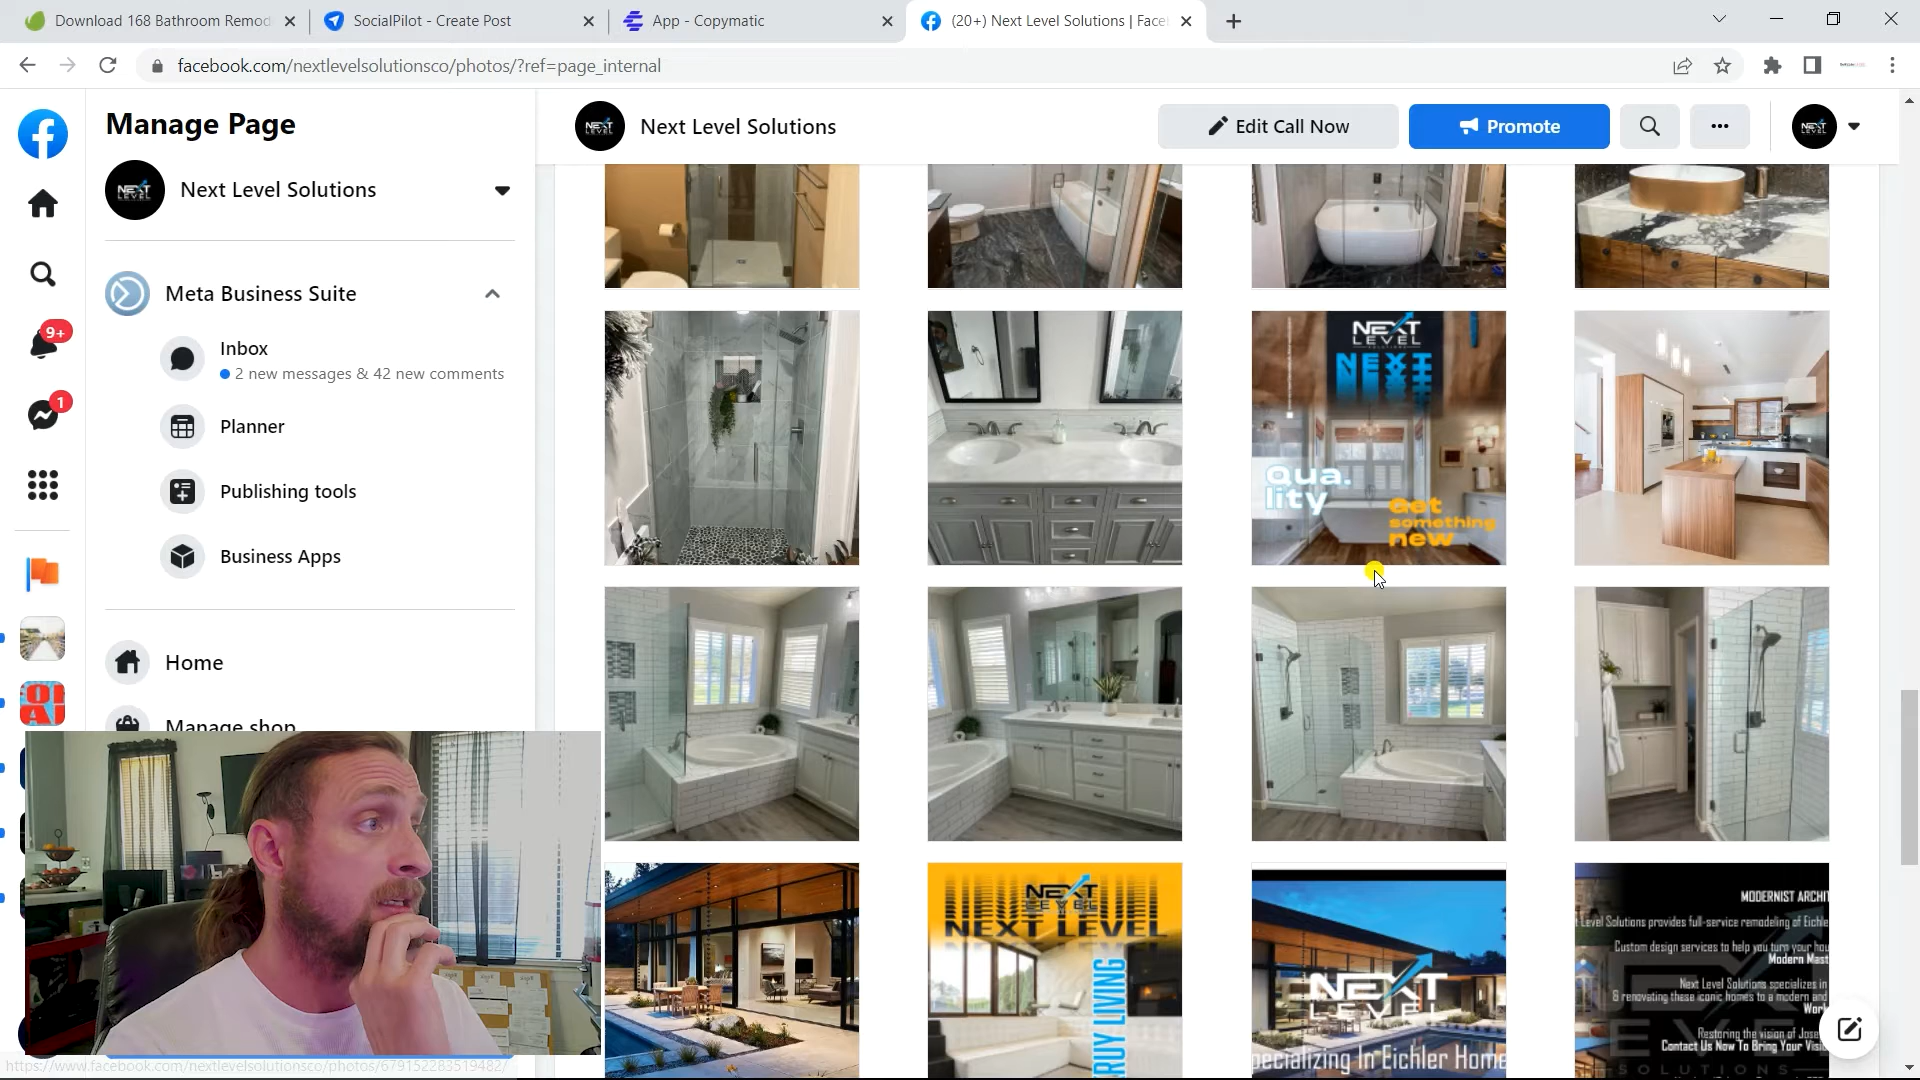 Download 168 Bathroom Remod
SocialPilot - Create Post
App - Copymatic
(20+) Next Level Solutions | Face
facebook.com/nextlevelsolutionsco/photos/?ref=page_internal
Manage Page
Next Level Solutions
Edit Call Now
Promote
Next Level Solutions
Meta Business Suite
Inbox
2 new messages & 42 new comments
Planner
Publishing tools
Business Apps
Home
Manage shop
9+
1
NEXT
LEVEL
NEXT
Qua.
lity
Get
something
new
NEXT
LEVEL
NEXT LEVEL
LIVING
NEXT
LEVEL
pecializing In Eichler Home
MODERNIST ARCHI
t Level Solutions provides full-service remodeling of Eichle
Custom design services to help you turn your hou
Modern Mast
Next Level Solutions specializes in
& renovating these iconic homes to a modern and
Work
Restoring the vision of Jose
Contact Us Now To Bring Your Visi
SOLUTIONS
https://www.facebook.com/nextlevelsolutionsco/photos/679152283519482/